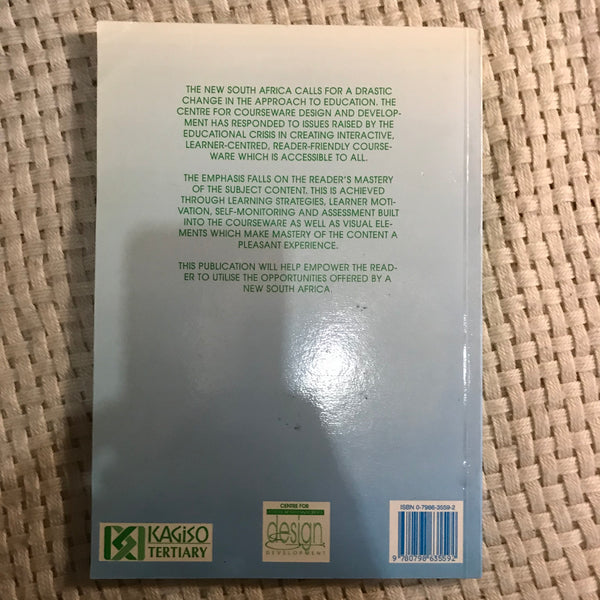 THE NEW SOUTH AFRICA CALLS FOR A DRASTIC
CHANGE IN THE APPROACH TO EDUCATION. THE
CENTRE FOR COURSEWARE DESIGN AND DEVELOP-
MENT HAS RESPONDED TO ISSUES RAISED BY THE
EDUCATIONAL CRISIS IN CREATING INTERACTIVE,
LEARNER-CENTRED, READER-FRIENDLY COURSE-
WARE WHICH IS ACCESSIBLE TO ALL.
THE EMPHASIS FALLS ON THE READER'S MASTERY
OF THE SUBJECT CONTENT. THIS IS ACHIEVED
THROUGH LEARNING STRATEGIES, LEARNER MOTI-
VATION, SELF-MONITORING AND ASSESSMENT BUILT
INTO THE COURSEWARE AS WELL AS VISUAL ELE-
MENTS WHICH MAKE MASTERY OF THE CONTENT A
PLEASANT EXPERIENCE.
THIS PUBLICATION WILL HELP EMPOWER THE READ-
ER TO UTILISE THE OPPORTUNITIES OFFERED BY A
NEW SOUTH AFRICA.
KAGISO
TERTIARY
CENTRE FOR
design
DEVELOPMENT
ISBN 0-7986-3559-2
9 780798 635592